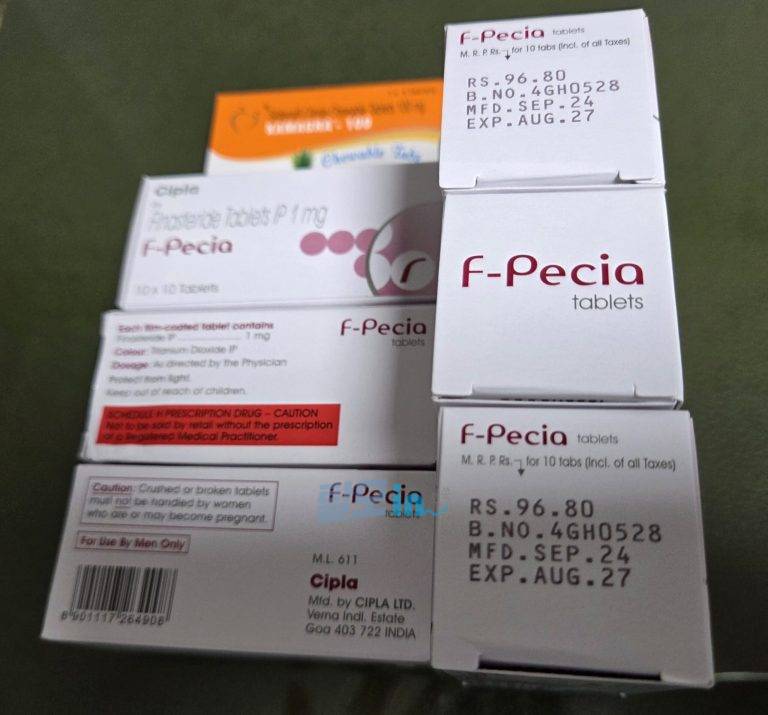 F-Pecia tablets
M. R. P. Rs. for 10 tabs (Incl. of all Taxes)
RS.96.80
B.NO.4GH0528
MFD.SEP.24
EXP.AUG.27
Chewable Tabs
Cipla
Finasteride Tablets IP 1 mg
F-Pecia
10 x 10 Tablets
F-Pecia
tablets
Each film-coated tablet contains
Finasteride IP 1 mg
Colour: Titanium Dioxide IP
Dosage: As directed by the Physician
Protect from light.
Keep out of reach of children.
SCHEDULE H PRESCRIPTION DRUG – CAUTION
Not to be sold by retail without the prescription
of a Registered Medical Practitioner.
F-Pecia
tablets
F-Pecia tablets
M. R. P. Rs. for 10 tabs (Incl. of all Taxes)
RS.96.80
B.NO.4GH0528
MFD.SEP.24
EXP.AUG.27
Caution: Crushed or broken tablets
must not be handled by women
who are or may become pregnant.
For Use By Men Only
8 901117 264908
F-Pecia
tablets
M.L. 611
Cipla
Mfd. by CIPLA LTD.
Verna Indl. Estate
Goa 403 722 INDIA